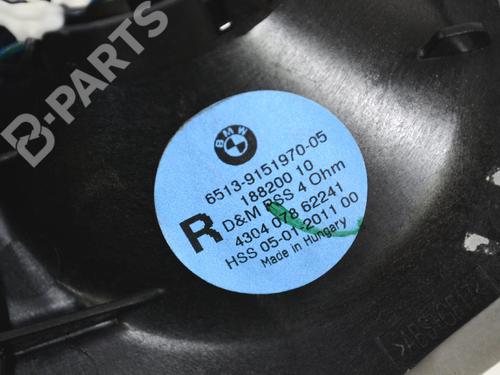 B-PARTS
BMW
6513-9151970-05
188200 10
R
D&M PSS 4 Ohm
4304 078 62241
HSS 05-01-2011 00
Made in Hungary